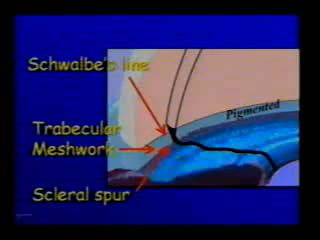 Schwalbe's line
Pigmented
Trabecular
Meshwork
Scleral spur